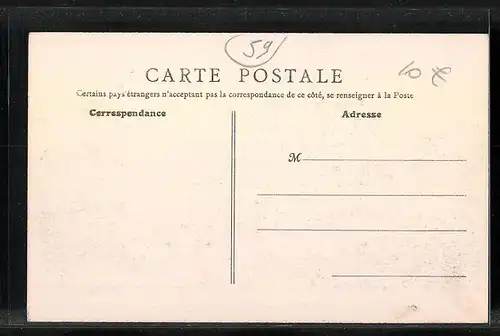 59
10 €
CARTE POSTALE
Certains pays étrangers n'acceptant pas la correspondance de ce côté, se renseigner à la Poste
Correspondance
Adresse
M